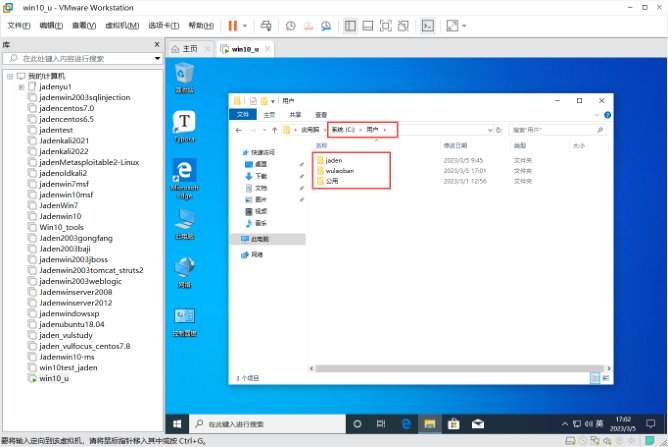 win10_u - VMware Workstation
文件(F) 编辑(E) 查看(V) 虚拟机(M) 选项卡(T) 帮助(H)
库
在此处键入内容进行搜索
我的计算机
jadenyu1
jadenwin2003sqlinjection
jadencentos7.0
jadencentos6.5
jadentest
Jadenkali2021
jadenkali2022
jadenMetasploitable2-Linux
jadenoldkali2
jadenwin7msf
jadenwin10msf
JadenWin7
Jadenwin10
Win10_tools
Jaden2003gongfang
Jaden2003baji
jadenwin2003jboss
jadenwin2003tomcat_struts2
jadenwin2003weblogic
Jadenwinserver2008
Jadenwinserver2012
jadenwindowsxp
jadenubuntu18.04
jaden_vulstudy
jaden_vulfocus_centos7.8
Jadenwin10-ms
win10test_jaden
win10_u
主页
win10_u
回收站
Typora
Microsoft
Edge
此电脑
网络
控制面板
用户
文件 主页 共享 查看
此电脑 系统 (C:) 用户
搜索"用户"
快速访问
桌面
下载
文档
图片
视频
音乐
此电脑
网络
名称 修改日期 类型 大小
jaden 2023/3/5 9:45 文件夹
wulaoban 2023/3/5 17:01 文件夹
公用 2023/3/1 12:56 文件夹
3 个项目
在此处键入内容进行搜索
英
17:02
2023/3/5
要将输入定向到该虚拟机，请将鼠标指针移入其中或按 Ctrl+G。